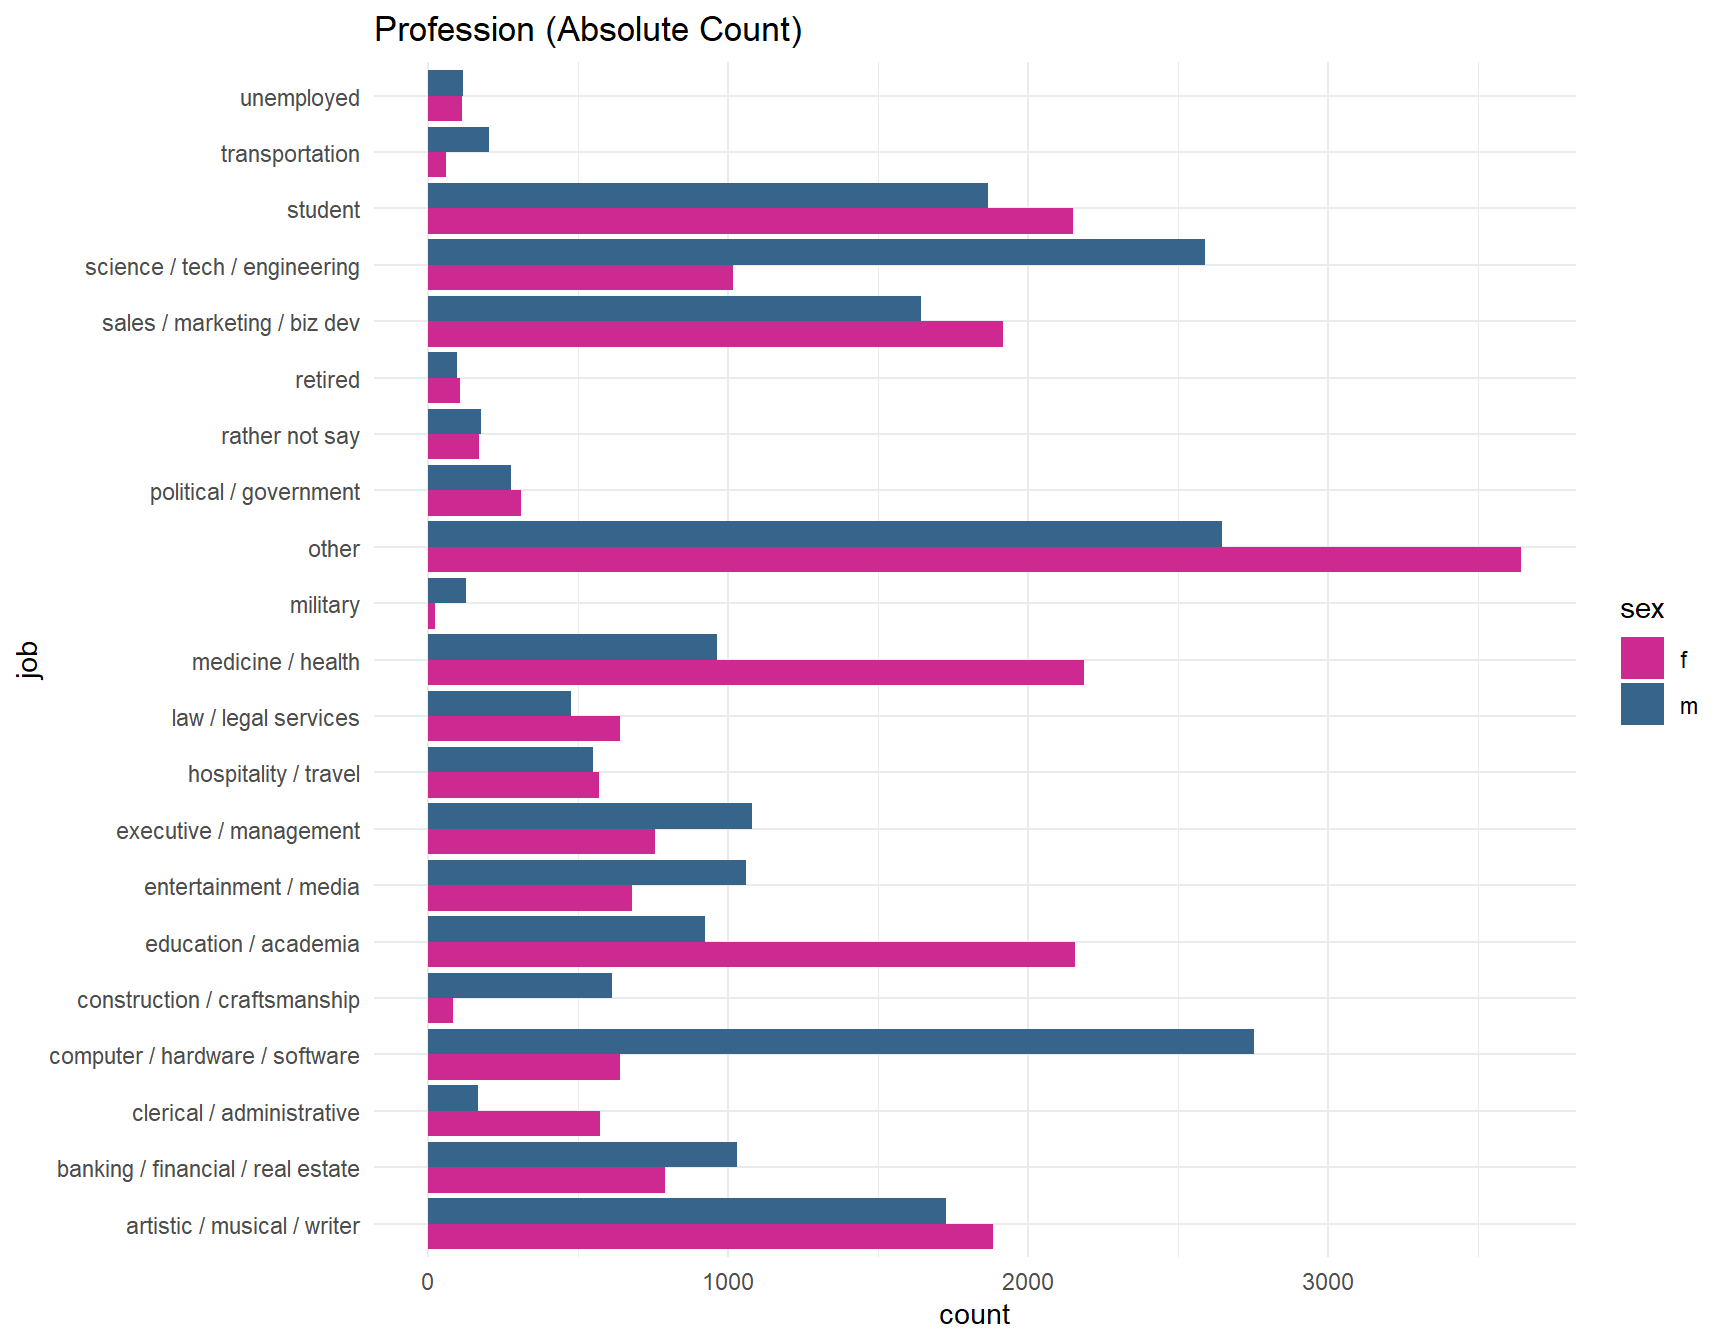 Profession (Absolute Count)
unemployed
transportation
student
science / tech / engineering
sales / marketing / biz dev
retired
rather not say
political / government
other
military
medicine / health
law / legal services
hospitality / travel
executive / management
entertainment / media
education / academia
construction / craftsmanship
computer / hardware / software
clerical / administrative
banking / financial / real estate
artistic / musical / writer
job
0 1000 2000 3000
count
sex
f
m